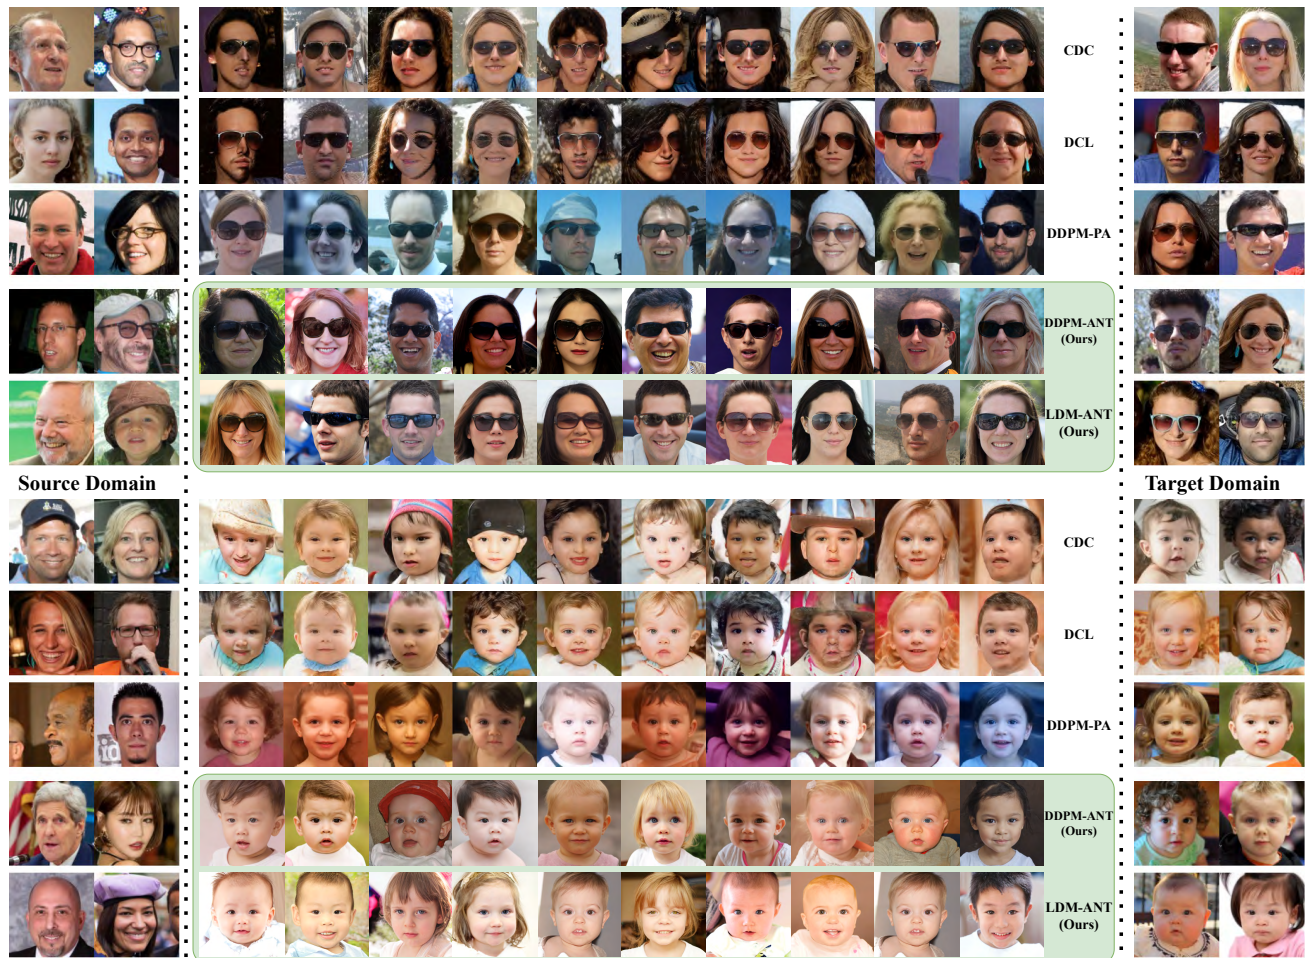 CDC
DCL
DDPM-PA
DDPM-ANT
(Ours)
LDM-ANT
(Ours)
Source Domain
Target Domain
CDC
DCL
DDPM-PA
DDPM-ANT
(Ours)
LDM-ANT
(Ours)